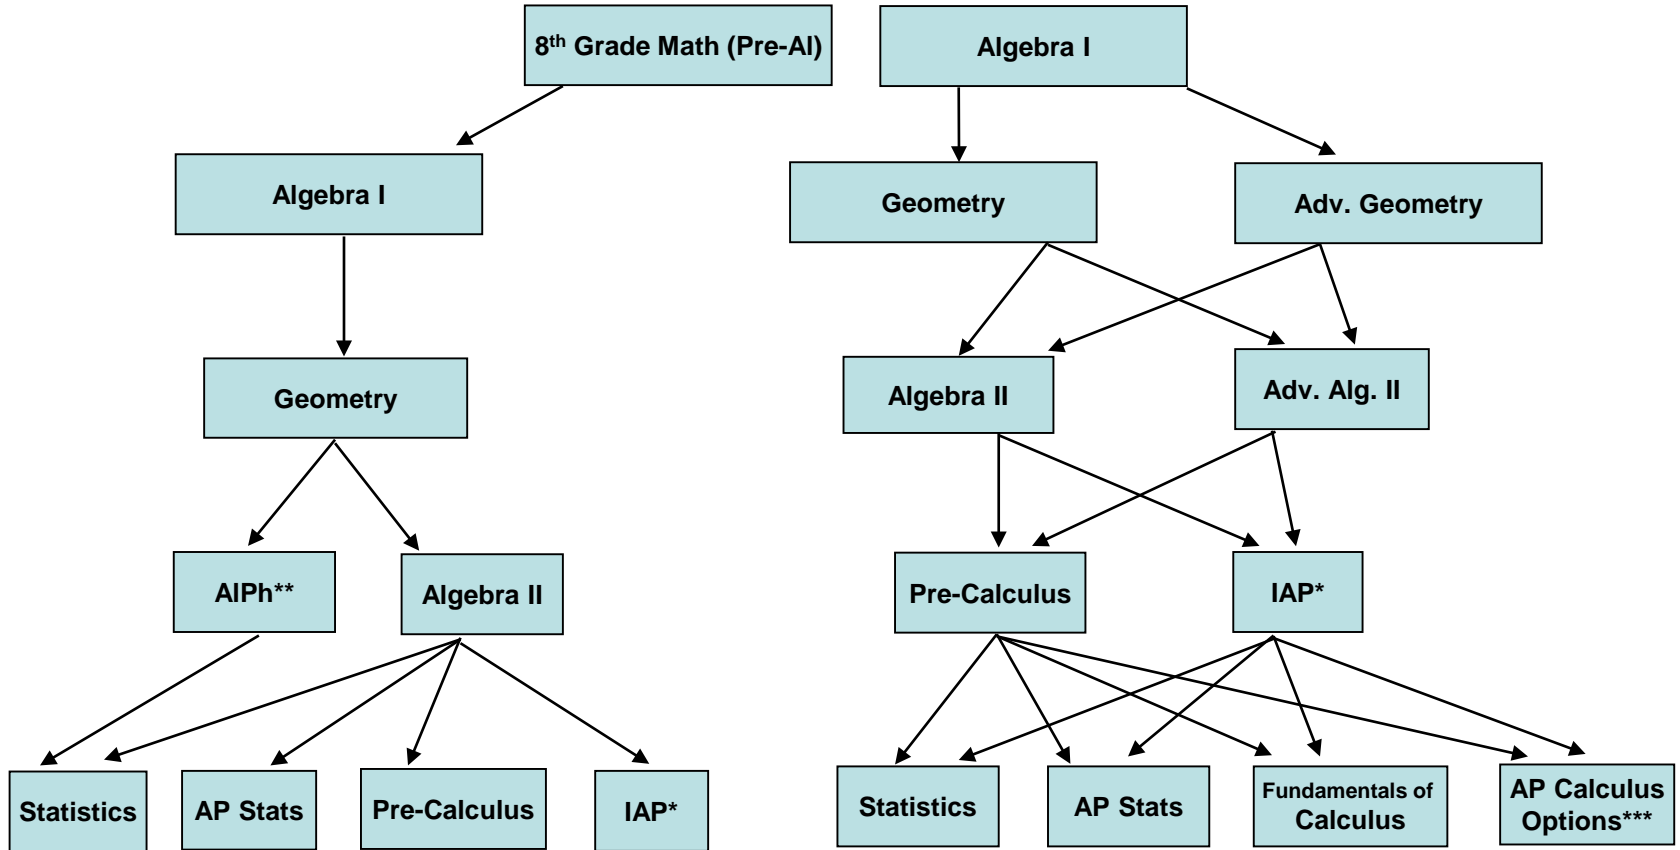 8th Grade Math (Pre-AI)
Algebra I
Algebra I
Geometry
Adv. Geometry
Geometry
Algebra II
Adv. Alg. II
AIPh**
Algebra II
Pre-Calculus
IAP*
Statistics
AP Stats
Pre-Calculus
IAP*
Statistics
AP Stats
Fundamentals of
Calculus
AP Calculus
Options***